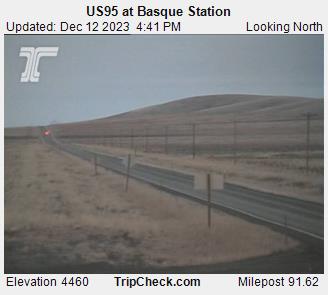 US95 at Basque Station
Updated: Dec 12 2023 4:41 PM Looking North
Elevation 4460 TripCheck.com Milepost 91.62